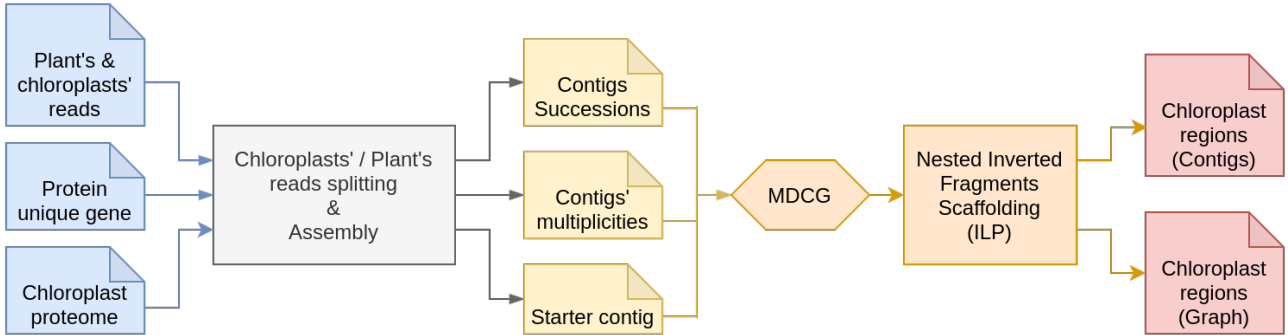 Plant's &
chloroplasts'
reads
Protein
unique gene
Chloroplast
proteome
Chloroplasts' / Plant's
reads splitting
&
Assembly
Contigs
Successions
Contigs'
multiplicities
Starter contig
MDCG
Nested Inverted
Fragments
Scaffolding
(ILP)
Chloroplast
regions
(Contigs)
Chloroplast
regions
(Graph)